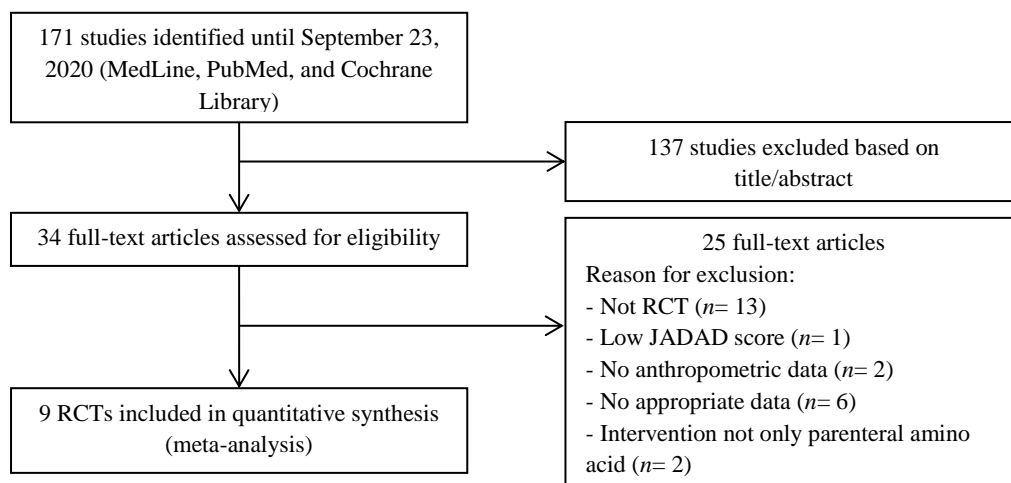 171 studies identified until September 23,
2020 (MedLine, PubMed, and Cochrane
Library)
137 studies excluded based on
title/abstract
34 full-text articles assessed for eligibility
25 full-text articles
Reason for exclusion:
- Not RCT (n= 13)
- Low JADAD score (n= 1)
- No anthropometric data (n= 2)
- No appropriate data (n= 6)
- Intervention not only parenteral amino
acid (n= 2)
9 RCTs included in quantitative synthesis
(meta-analysis)